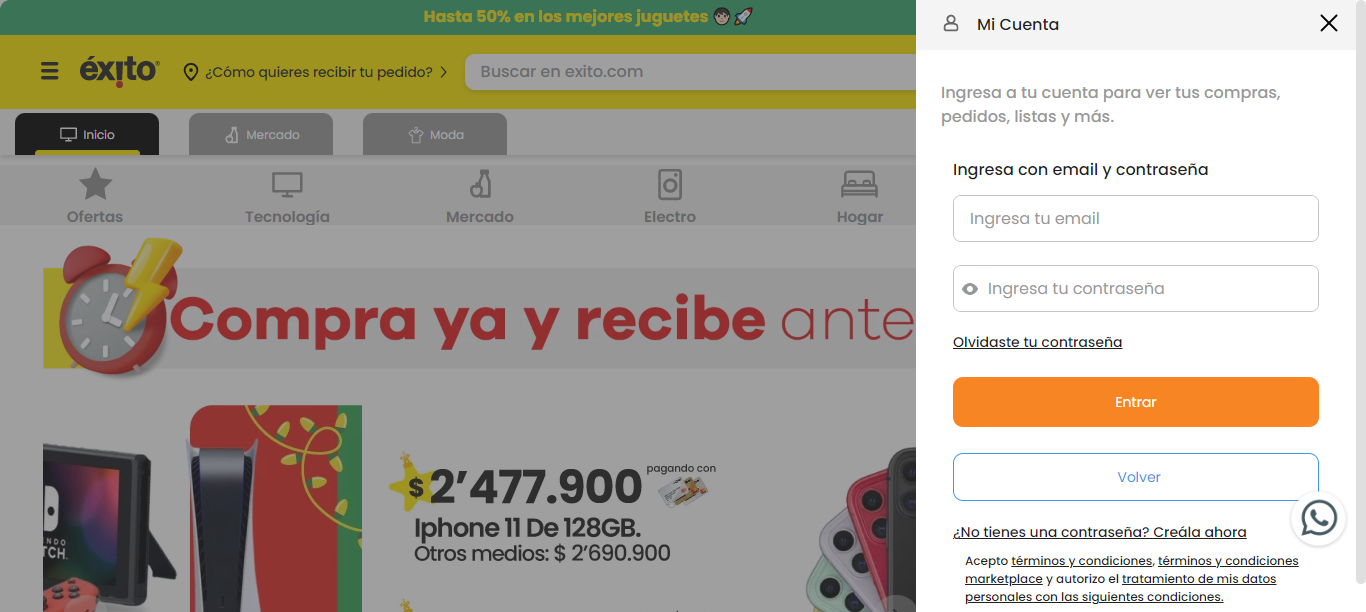 Hasta 50% en los mejores juguetes
éxito
¿Cómo quieres recibir tu pedido?
Buscar en exito.com
Inicio
Mercado
Moda
Ofertas
Tecnología
Mercado
Electro
Hogar
Compra ya y recibe ante
$2’477.900
pagando con
Iphone 11 De 128GB.
Otros medios: $ 2’690.900
Mi Cuenta
Ingresa a tu cuenta para ver tus compras,
pedidos, listas y más.
Ingresa con email y contraseña
Ingresa tu email
Ingresa tu contraseña
Olvidaste tu contraseña
Entrar
Volver
¿No tienes una contraseña? Creála ahora
Acepto términos y condiciones, términos y condiciones
marketplace y autorizo el tratamiento de mis datos
personales con las siguientes condiciones.